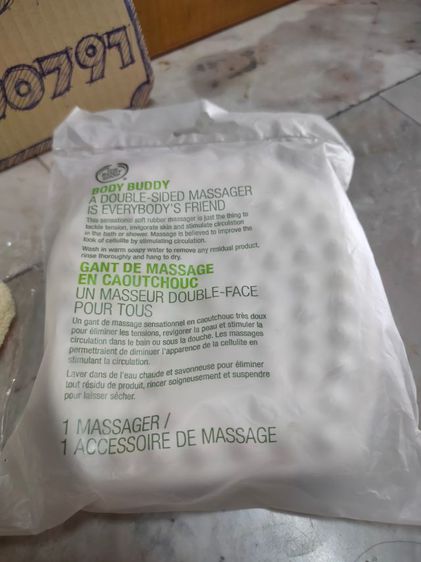 20797
THE BODY SHOP
BODY BUDDY
A DOUBLE-SIDED MASSAGER
IS EVERYBODY'S FRIEND
This sensational soft rubber massager is just the thing to
tackle tension, invigorate skin and stimulate circulation
in the bath or shower. Massage is believed to improve the
look of cellulite by stimulating circulation.
Wash in warm soapy water to remove any residual product,
rinse thoroughly and hang to dry.
GANT DE MASSAGE
EN CAOUTCHOUC
UN MASSEUR DOUBLE-FACE
POUR TOUS
Un gant de massage sensationnel en caoutchouc très doux
pour éliminer les tensions, revigorer la peau et stimuler la
circulation dans le bain ou sous la douche. Les massages
permettraient de diminuer l'apparence de la cellulite en
stimulant la circulation.
Laver dans de l'eau chaude et savonneuse pour éliminer
tout résidu de produit, rincer soigneusement et suspendre
pour laisser sécher.
1 MASSAGER /
1 ACCESSOIRE DE MASSAGE